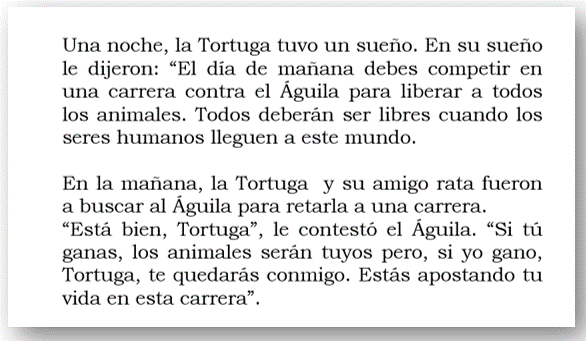 Una noche, la Tortuga tuvo un sueño. En su sueño
le dijeron: “El día de mañana debes competir en
una carrera contra el Águila para liberar a todos
los animales. Todos deberán ser libres cuando los
seres humanos lleguen a este mundo.
En la mañana, la Tortuga y su amigo rata fueron
a buscar al Águila para retarla a una carrera.
“Está bien, Tortuga”, le contestó el Águila. “Si tú
ganas, los animales serán tuyos pero, si yo gano,
Tortuga, te quedarás conmigo. Estás apostando tu
vida en esta carrera”.